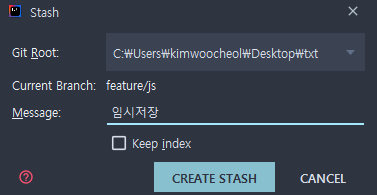 Stash
Git Root: C:₩Users₩kimwoocheol₩Desktop₩txt
Current Branch: feature/js
Message: 임시저장
Keep index
CREATE STASH CANCEL